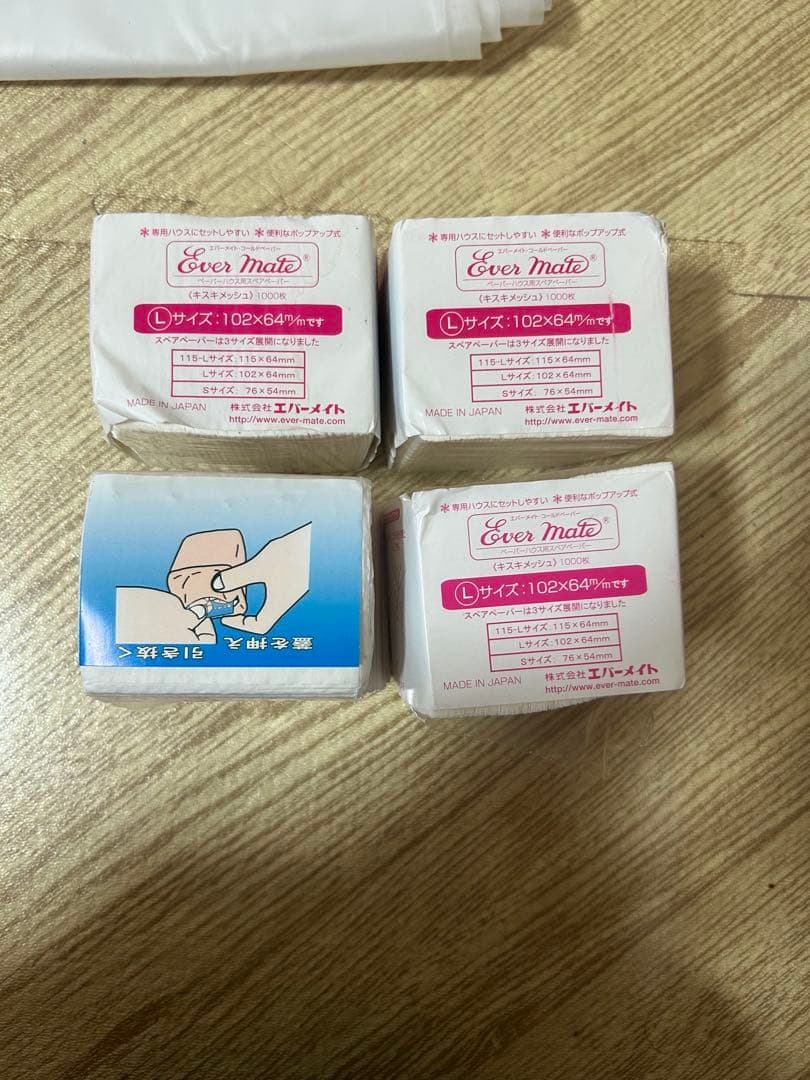 ＊専用ハウスにセットしやすい ＊便利なポップアップ式
エバーメイト・コールドペーパー
Ever Mate®
ペーパーハウス用スペアペーパー
《キスキメッシュ》1000枚
Ⓛサイズ：102×64m/mです
スペアペーパーは3サイズ展開になりました
115-Lサイズ：115×64mm
Lサイズ：102×64mm
Sサイズ： 76×54mm
MADE IN JAPAN 株式会社エバーメイト
http://www.ever-mate.com
＊専用ハウスにセットしやすい ＊便利なポップアップ式
エバーメイト・コールドペーパー
Ever Mate®
ペーパーハウス用スペアペーパー
《キスキメッシュ》1000枚
Ⓛサイズ：102×64m/mです
スペアペーパーは3サイズ展開になりました
115-Lサイズ：115×64mm
Lサイズ：102×64mm
Sサイズ： 76×54mm
MADE IN JAPAN 株式会社エバーメイト
http://www.ever-mate.com
蓋を押え
引き抜く
＊専用ハウスにセットしやすい ＊便利なポップアップ式
エバーメイト・コールドペーパー
Ever Mate®
ペーパーハウス用スペアペーパー
《キスキメッシュ》1000枚
Ⓛサイズ：102×64m/mです
スペアペーパーは3サイズ展開になりました
115-Lサイズ：115×64mm
Lサイズ：102×64mm
Sサイズ： 76×54mm
MADE IN JAPAN 株式会社エバーメイト
http://www.ever-mate.com